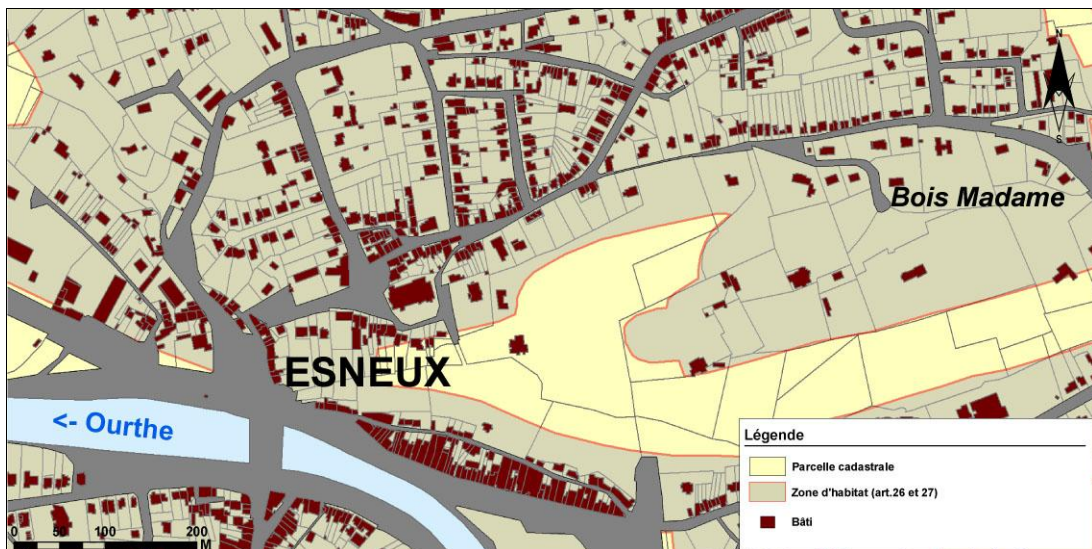 N
S
Bois Madame
ESNEUX
<- Ourthe
Légende
Parcelle cadastrale
Zone d'habitat (art.26 et 27)
Bâti
0 50 100 200
M